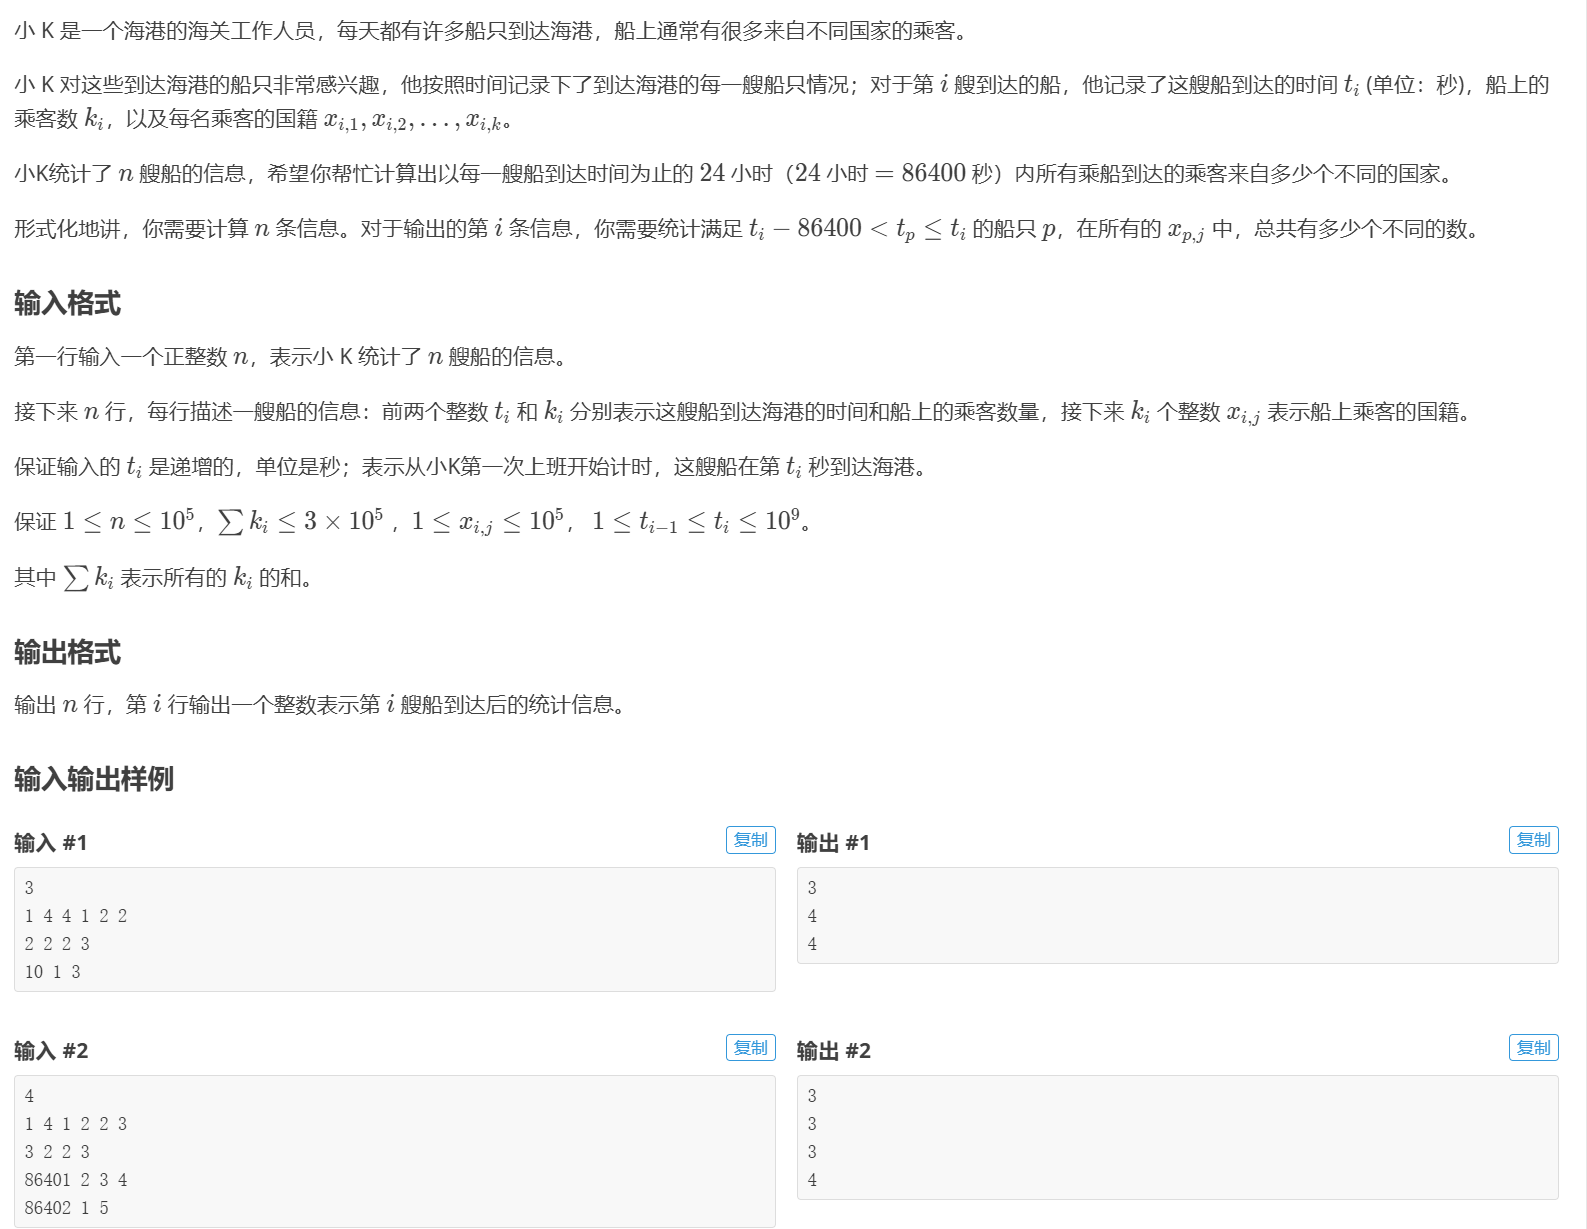 小 K 是一个海港的海关工作人员，每天都有许多船只到达海港，船上通常有很多来自不同国家的乘客。
小 K 对这些到达海港的船只非常感兴趣，他按照时间记录下了到达海港的每一艘船只情况；对于第 i 艘到达的船，他记录了这艘船到达的时间 t_i (单位：秒)，船上的
乘客数 k_i，以及每名乘客的国籍 x_{i,1}, x_{i,2}, …, x_{i,k}。
小K统计了 n 艘船的信息，希望你帮忙计算出以每一艘船到达时间为止的 24 小时（24 小时 = 86400 秒）内所有乘船到达的乘客来自多少个不同的国家。
形式化地讲，你需要计算 n 条信息。对于输出的第 i 条信息，你需要统计满足 t_i − 86400 < t_p ≤ t_i 的船只 p，在所有的 x_{p,j} 中，总共有多少个不同的数。
输入格式
第一行输入一个正整数 n，表示小 K 统计了 n 艘船的信息。
接下来 n 行，每行描述一艘船的信息：前两个整数 t_i 和 k_i 分别表示这艘船到达海港的时间和船上的乘客数量，接下来 k_i 个整数 x_{i,j} 表示船上乘客的国籍。
保证输入的 t_i 是递增的，单位是秒；表示从小K第一次上班开始计时，这艘船在第 t_i 秒到达海港。
保证 1 ≤ n ≤ 10^5，∑ k_i ≤ 3 × 10^5 ，1 ≤ x_{i,j} ≤ 10^5， 1 ≤ t_{i−1} ≤ t_i ≤ 10^9。
其中 ∑ k_i 表示所有的 k_i 的和。
输出格式
输出 n 行，第 i 行输出一个整数表示第 i 艘船到达后的统计信息。
输入输出样例
输入 #1
复制
3
1 4 4 1 2 2
2 2 2 3
10 1 3
输出 #1
复制
3
4
4
输入 #2
复制
4
1 4 1 2 2 3
3 2 2 3
86401 2 3 4
86402 1 5
输出 #2
复制
3
3
3
4